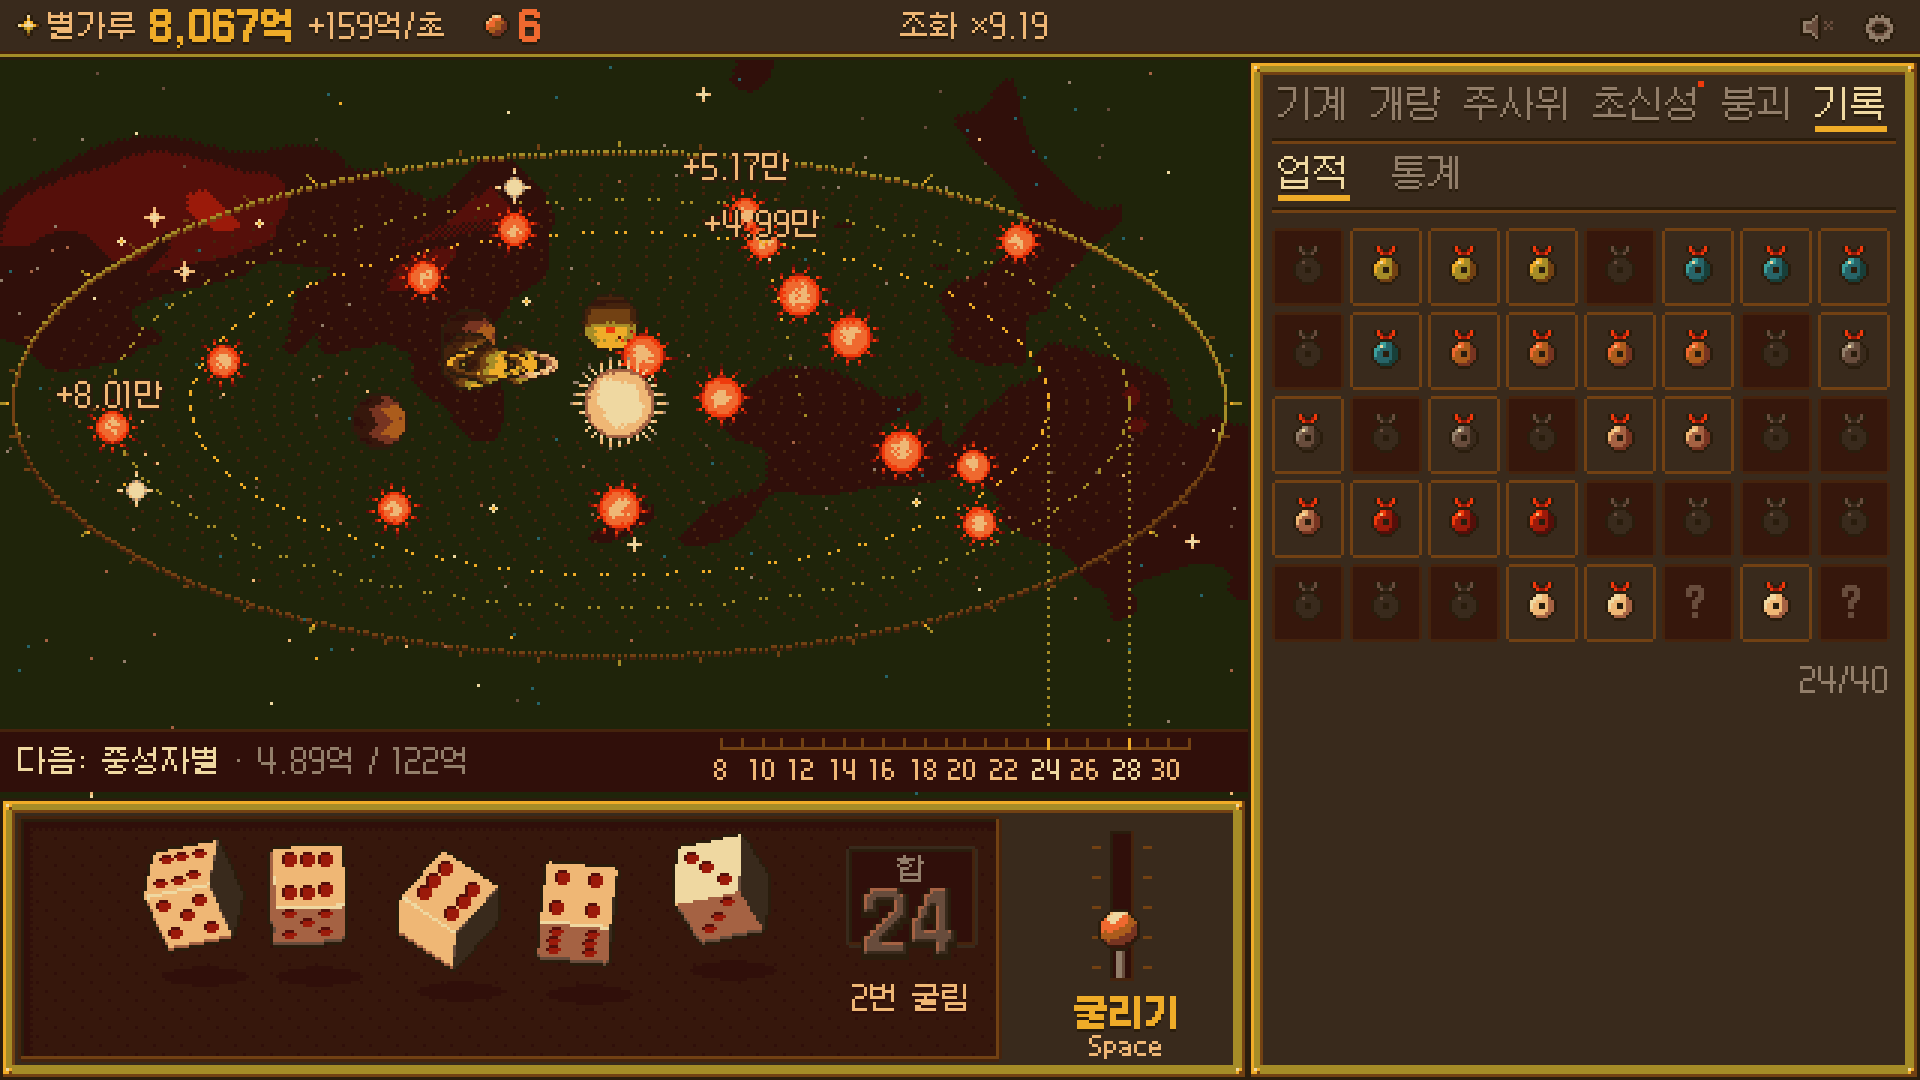 별가루 8,067억 +159억/초 6
조화 ×9.19
기계 개량 주사위 초신성 붕괴 기록
업적 통계
+5.17만
+4.99만
+8.01만
? ?
24/40
다음: 중성자별 · 4.89억 / 122억
8 10 12 14 16 18 20 22 24 26 28 30
합
24
2번 굴림
굴리기
Space